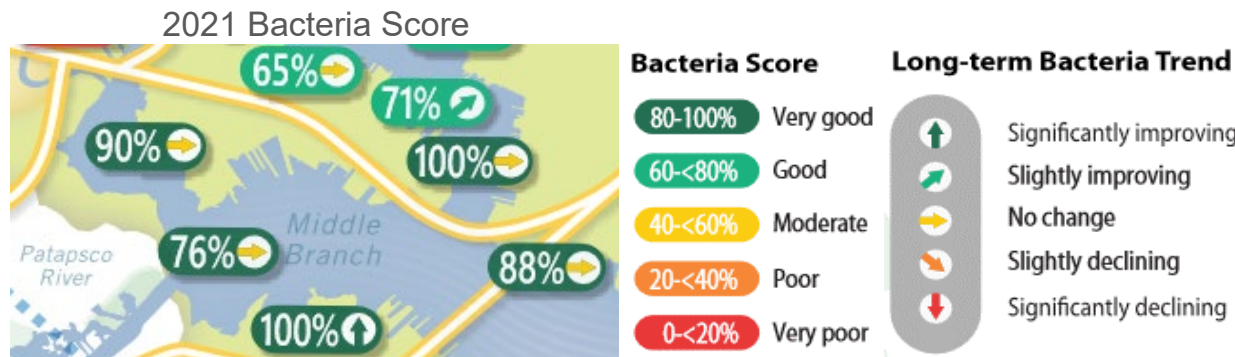 2021 Bacteria Score
65%
71%
90%
100%
Middle
Branch
76%
Patapsco
River
88%
100%
Bacteria Score
80-100% Very good
60-<80% Good
40-<60% Moderate
20-<40% Poor
0-<20% Very poor
Long-term Bacteria Trend
Significantly improving
Slightly improving
No change
Slightly declining
Significantly declining